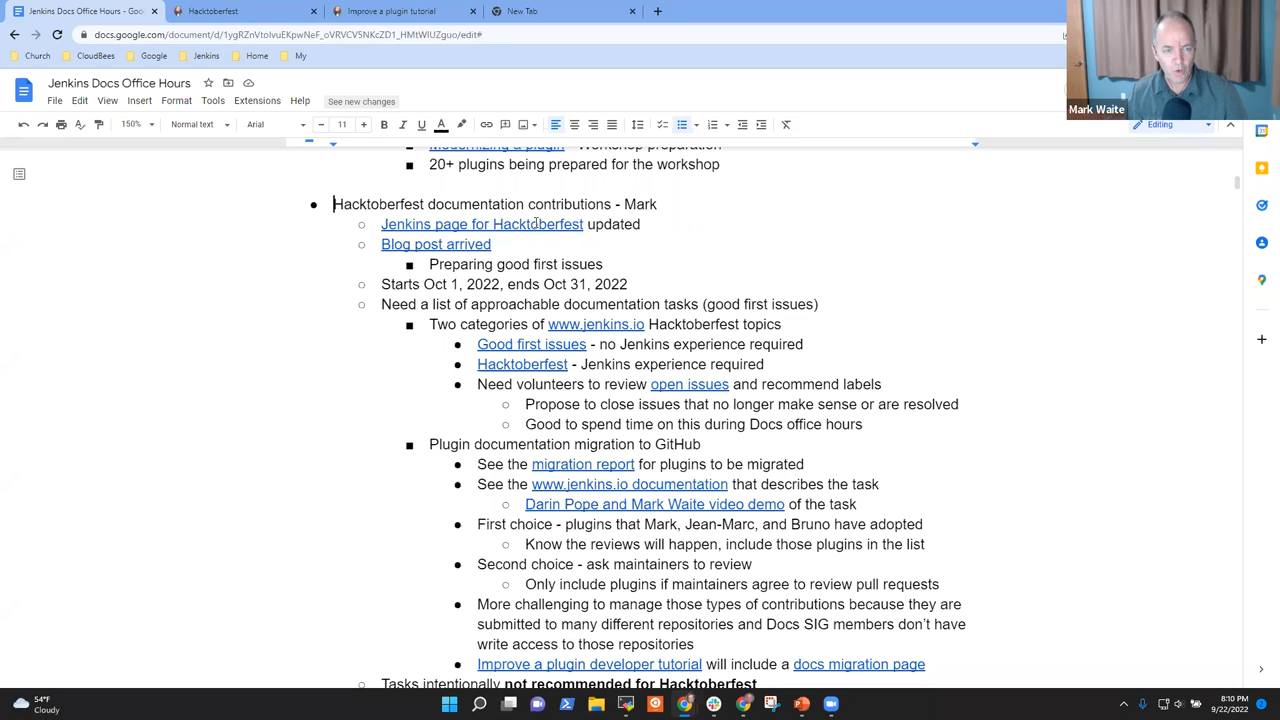 Jenkins Docs Office Hours - Goo
Hacktoberfest
Improve a plugin tutorial
New Tab
docs.google.com/document/d/1ygRZnVtoIvuEKpwNeF_oVRVCV5NKcZD1_HMtWIUZguo/edit#
Church
CloudBees
Google
Jenkins
Home
My
Mark Waite
Jenkins Docs Office Hours
File Edit View Insert Format Tools Extensions Help See new changes
150% Normal text Arial 11 Editing
Modernizing a plugin - Workshop preparation
20+ plugins being prepared for the workshop
Hacktoberfest documentation contributions - Mark
Jenkins page for Hacktoberfest updated
Blog post arrived
Preparing good first issues
Starts Oct 1, 2022, ends Oct 31, 2022
Need a list of approachable documentation tasks (good first issues)
Two categories of www.jenkins.io Hacktoberfest topics
Good first issues - no Jenkins experience required
Hacktoberfest - Jenkins experience required
Need volunteers to review open issues and recommend labels
Propose to close issues that no longer make sense or are resolved
Good to spend time on this during Docs office hours
Plugin documentation migration to GitHub
See the migration report for plugins to be migrated
See the www.jenkins.io documentation that describes the task
Darin Pope and Mark Waite video demo of the task
First choice - plugins that Mark, Jean-Marc, and Bruno have adopted
Know the reviews will happen, include those plugins in the list
Second choice - ask maintainers to review
Only include plugins if maintainers agree to review pull requests
More challenging to manage those types of contributions because they are
submitted to many different repositories and Docs SIG members don't have
write access to those repositories
Improve a plugin developer tutorial will include a docs migration page
Tasks intentionally not recommended for Hacktoberfest
54°F
Cloudy
8:10 PM
9/22/2022